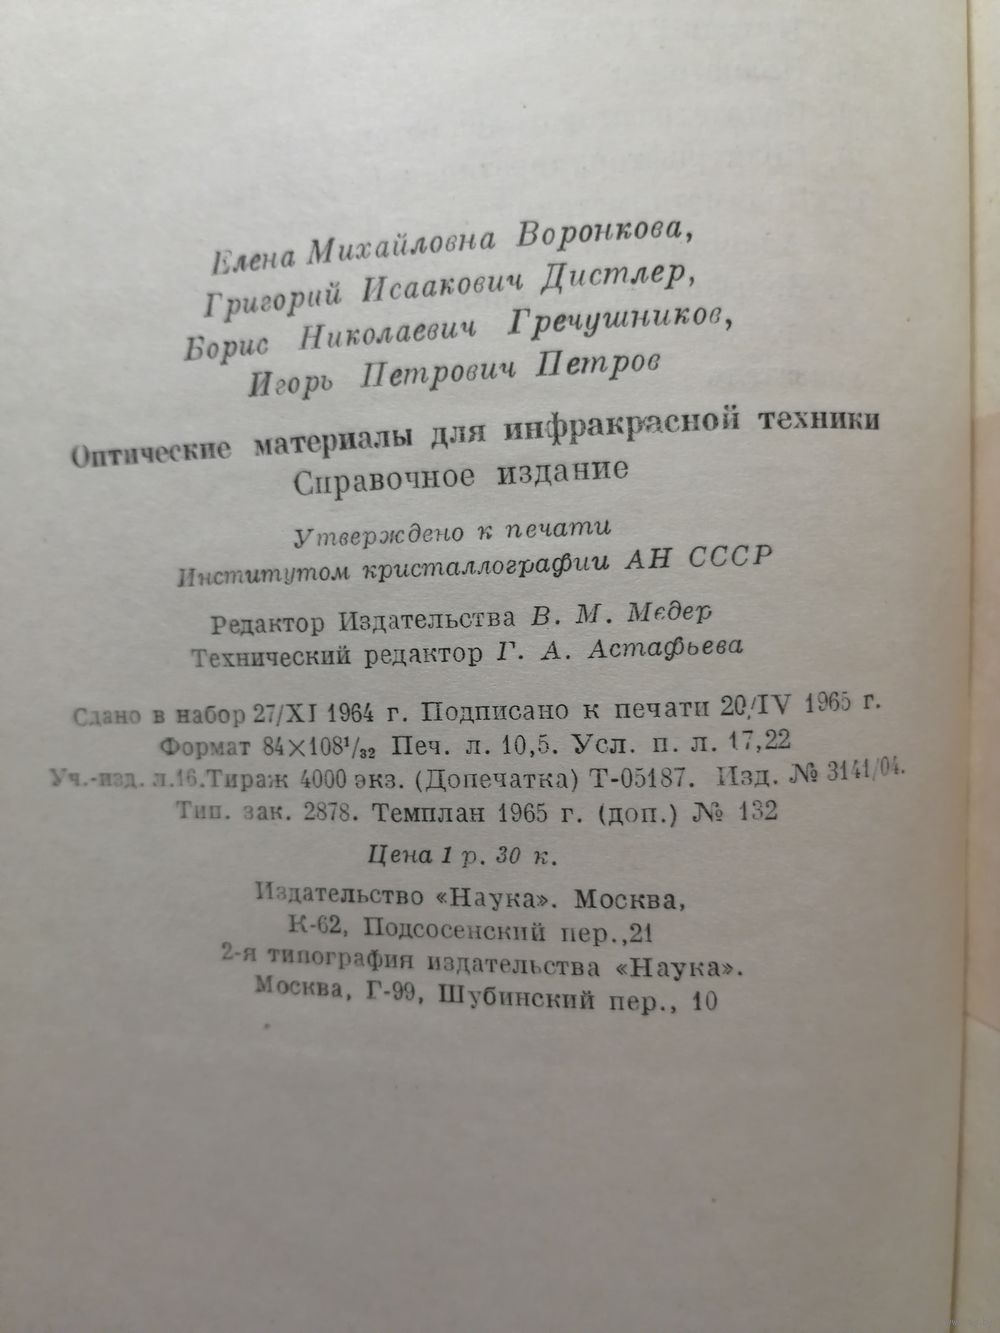 Елена Михайловна Воронкова,
Григорий Исаакович Дистлер,
Борис Николаевич Гречушников,
Игорь Петрович Петров
Оптические материалы для инфракрасной техники
Справочное издание
Утверждено к печати
Институтом кристаллографии АН СССР
Редактор Издательства В. М. Медер
Технический редактор Г. А. Астафьева
Сдано в набор 27/XI 1964 г. Подписано к печати 20/IV 1965 г.
Формат 84×108¹/₃₂ Печ. л. 10,5. Усл. п. л. 17,22
Уч.-изд. л.16.Тираж 4000 экз. (Допечатка) Т-05187. Изд. № 3141/04.
Тип. зак. 2878. Темплан 1965 г. (доп.) № 132
Цена 1 р. 30 к.
Издательство «Наука». Москва,
К-62, Подсосенский пер.,21
2-я типография издательства «Наука».
Москва, Г-99, Шубинский пер., 10